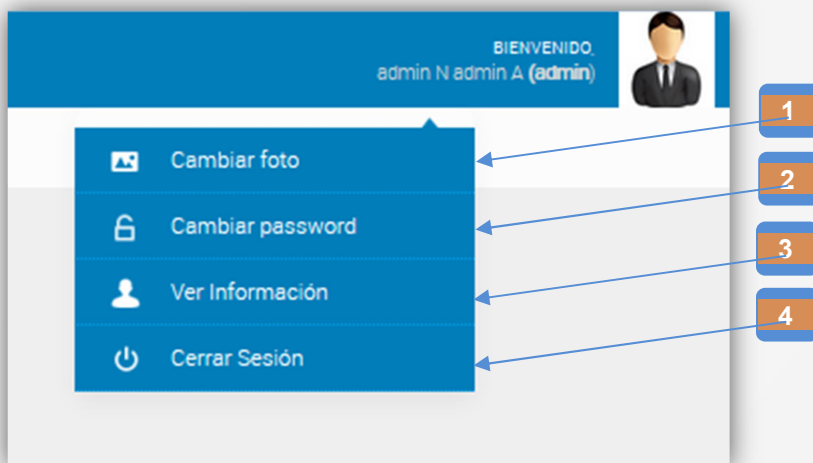 BIENVENIDO
admin N admin A (admin)
Cambiar foto
Cambiar password
Ver Información
Cerrar Sesión
1
2
3
4